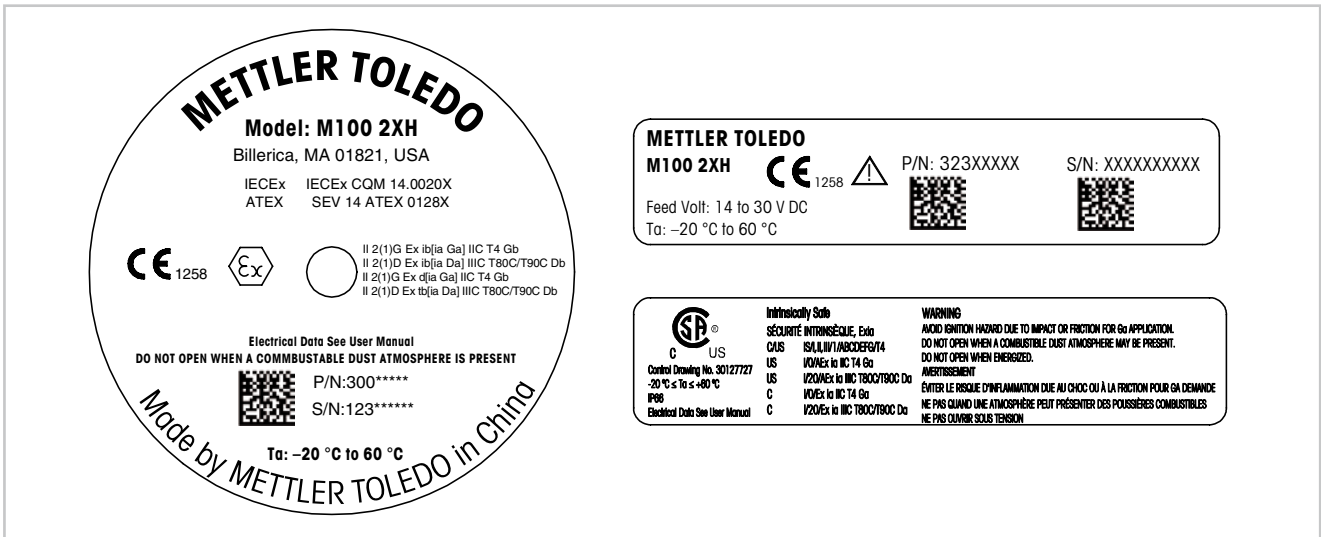 METTLER TOLEDO
Model: M100 2XH
Billerica, MA 01821, USA
IECEx IECEx CQM 14.0020X
ATEX SEV 14 ATEX 0128X
CE 1258 Ex
II 2(1)G Ex ib[ia Ga] IIC T4 Gb
II 2(1)D Ex ib[ia Da] IIIC T80C/T90C Db
II 2(1)G Ex d[ia Ga] IIC T4 Gb
II 2(1)D Ex tb[ia Da] IIIC T80C/T90C Db
Electrical Data See User Manual
DO NOT OPEN WHEN A COMMBUSTABLE DUST ATMOSPHERE IS PRESENT
P/N:300*****
S/N:123******
Ta: –20 °C to 60 °C
Made by METTLER TOLEDO in China
METTLER TOLEDO
M100 2XH CE 1258 P/N: 323XXXXX S/N: XXXXXXXXXX
Feed Volt: 14 to 30 V DC
Ta: –20 °C to 60 °C
SA ®
C US
Control Drawing No. 30127727
-20 °C ≤ Ta ≤ +60 °C
IP66
Electrical Data See User Manual
Intrinsically Safe
SÉCURITÉ INTRINSÈQUE, Exia
C/US IS/I,II,III/1/ABCDEFG/T4
US I/0/AEx ia IIC T4 Ga
US I/20/AEx ia IIIC T80C/T90C Da
C I/0/Ex ia IIC T4 Ga
C I/20/Ex ia IIIC T80C/T90C Da
WARNING
AVOID IGNITION HAZARD DUE TO IMPACT OR FRICTION FOR Ga APPLICATION.
DO NOT OPEN WHEN A COMBUSTIBLE DUST ATMOSPHERE MAY BE PRESENT.
DO NOT OPEN WHEN ENERGIZED.
AVERTISSEMENT
ÉVITER LE RISQUE D'INFLAMMATION DUE AU CHOC OU À LA FRICTION POUR GA DEMANDE
NE PAS QUAND UNE ATMOSPHÈRE PEUT PRÉSENTER DES POUSSIÈRES COMBUSTIBLES
NE PAS OUVRIR SOUS TENSION